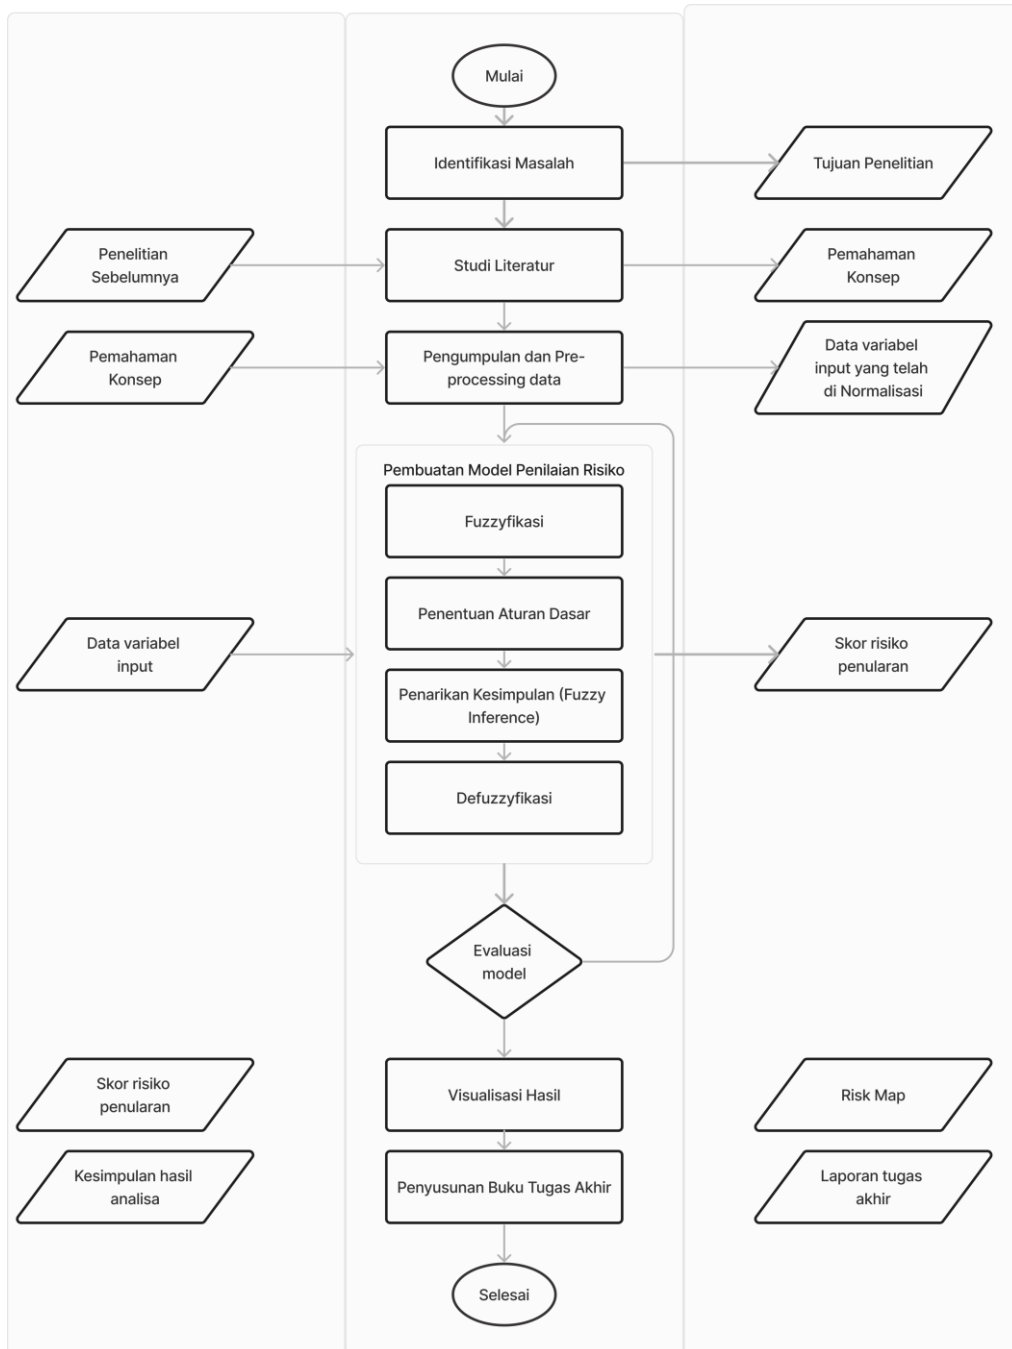 Mulai
Identifikasi Masalah
Tujuan Penelitian
Penelitian
Sebelumnya
Studi Literatur
Pemahaman
Konsep
Pemahaman
Konsep
Pengumpulan dan Pre-
processing data
Data variabel
input yang telah
di Normalisasi
Pembuatan Model Penilaian Risiko
Fuzzyfikasi
Penentuan Aturan Dasar
Data variabel
input
Skor risiko
penularan
Penarikan Kesimpulan (Fuzzy
Inference)
Defuzzyfikasi
Evaluasi
model
Skor risiko
penularan
Visualisasi Hasil
Risk Map
Kesimpulan hasil
analisa
Penyusunan Buku Tugas Akhir
Laporan tugas
akhir
Selesai